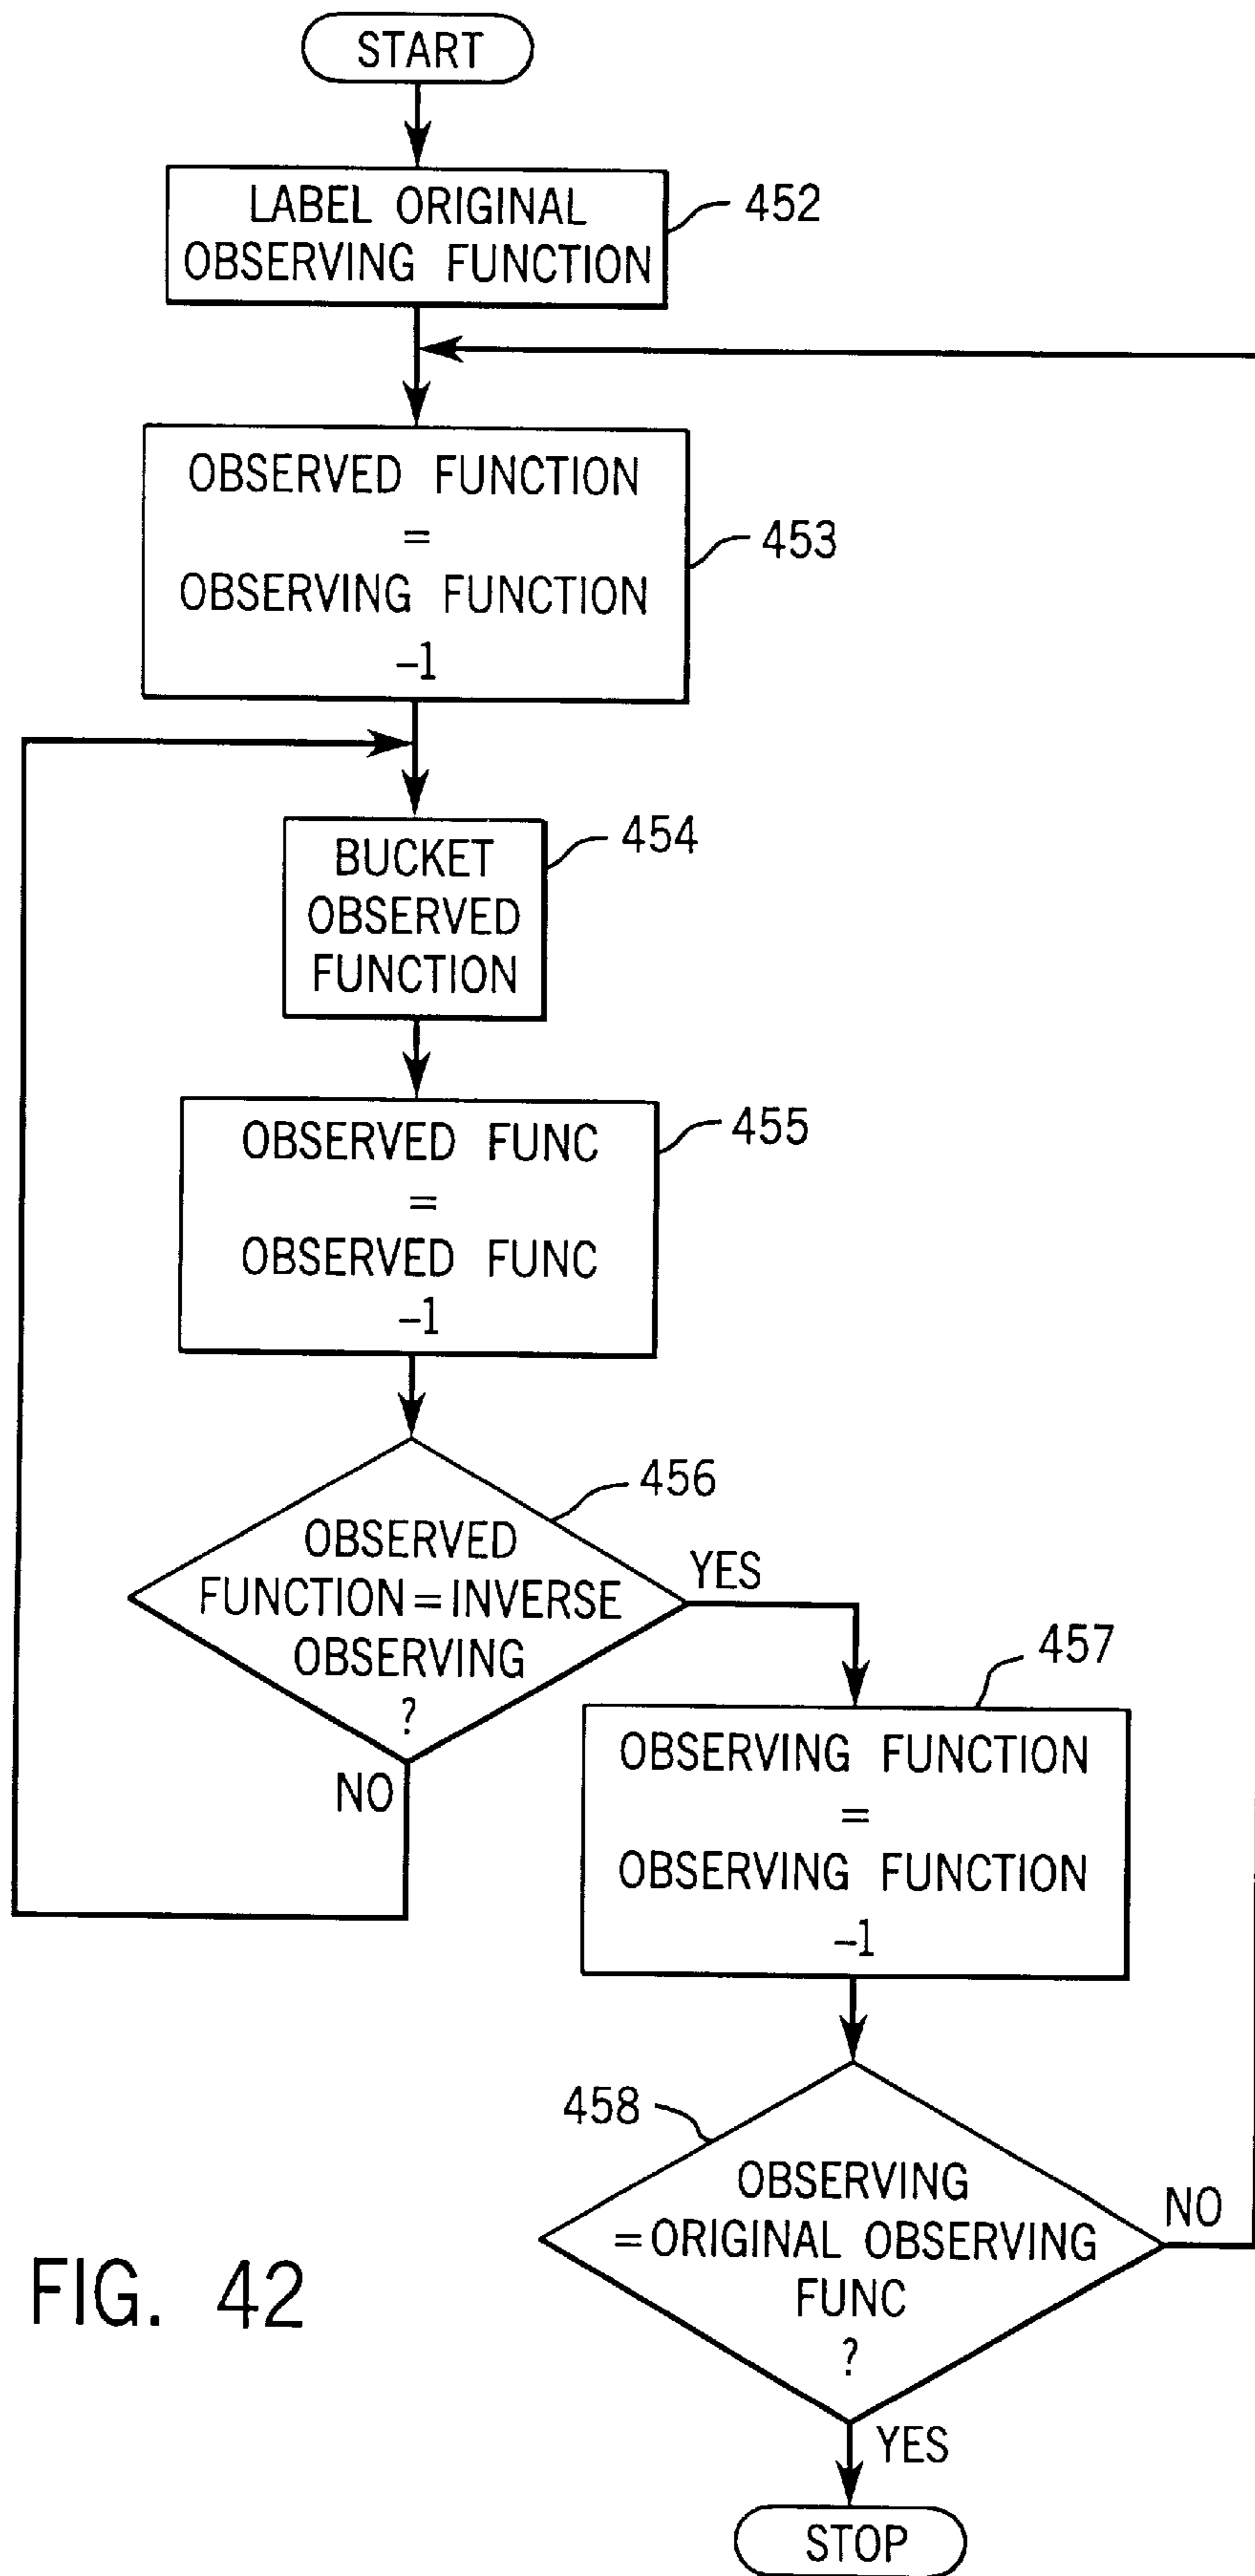 START
LABEL ORIGINAL
OBSERVING FUNCTION
452
OBSERVED FUNCTION
=
OBSERVING FUNCTION
–1
453
BUCKET
OBSERVED
FUNCTION
454
OBSERVED FUNC
=
OBSERVED FUNC
–1
455
OBSERVED
FUNCTION = INVERSE
OBSERVING
?
456
YES
NO
OBSERVING FUNCTION
=
OBSERVING FUNCTION
–1
457
458
OBSERVING
= ORIGINAL OBSERVING
FUNC
?
NO
YES
STOP
FIG. 42